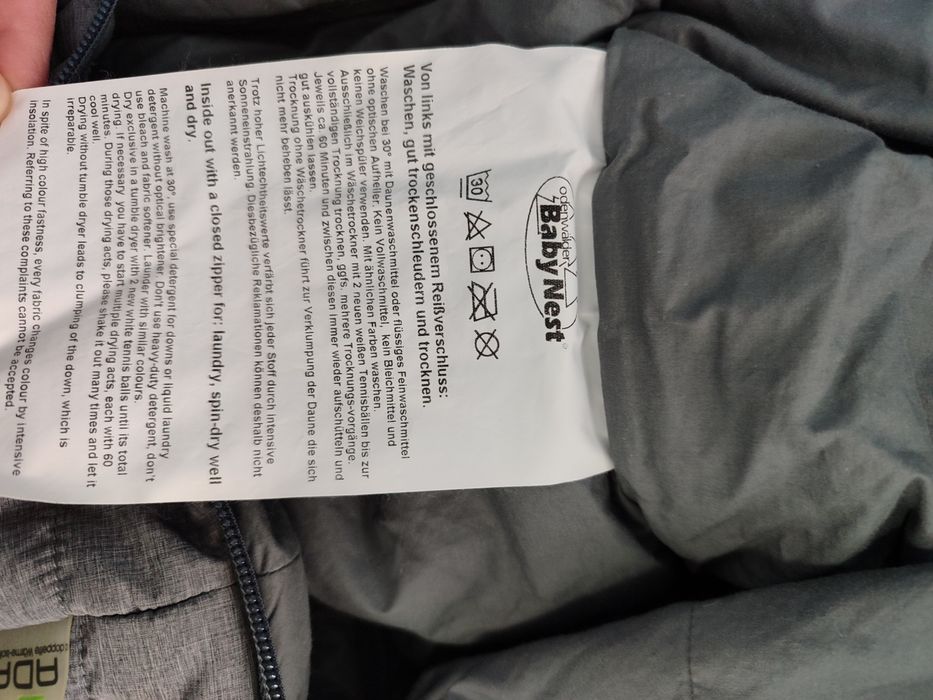 odenwälder
BabyNest
30
Von links mit geschlossenem Reißverschluss:
Waschen, gut trockenschleudern und trocknen.
Waschen bei 30° mit Daunenwaschmittel oder flüssiges Feinwaschmittel
ohne optischen Aufheller. Kein Vollwaschmittel, kein Bleichmittel und
keinen Weichspüler verwenden. Mit ähnlichen Farben waschen.
Ausschließlich im Wäschetrockner mit 2 neuen weißen Tennisbällen bis zur
vollständigen Trocknung trocknen, ggfs. mehrere Trocknungs-vorgänge.
Jeweils ca. 60 Minuten und zwischen diesen immer wieder aufschütteln und
gut auskühlen lassen.
Trocknung ohne Wäschetrockner führt zur Verklumpung der Daune die sich
nicht mehr beheben lässt.
Trotz hoher Lichtechtheitswerte verfärbt sich jeder Stoff durch intensive
Sonneneinstrahlung. Diesbezügliche Reklamationen können deshalb nicht
anerkannt werden.
Inside out with a closed zipper for: laundry, spin-dry well
and dry.
Machine wash at 30°, use special detergent for downs or liquid laundry
detergent without optical brightener. Don't use heavy-duty detergent, don't
use bleach and fabric softener. Launder with similar colours.
Dry exclusive in a tumble dryer with 2 new white tennis balls until its total
drying. If necessary you have to start multiple drying acts, each with 60
minutes. During those drying acts, please shake it out many times and let it
cool well.
Drying without tumble dryer leads to clumping of the down, which is
irreparable.
In spite of high colour fastness, every fabric changes colour by intensive
insolation. Referring to these complaints cannot be accepted.
doppelte Wärme-Iso
ADA